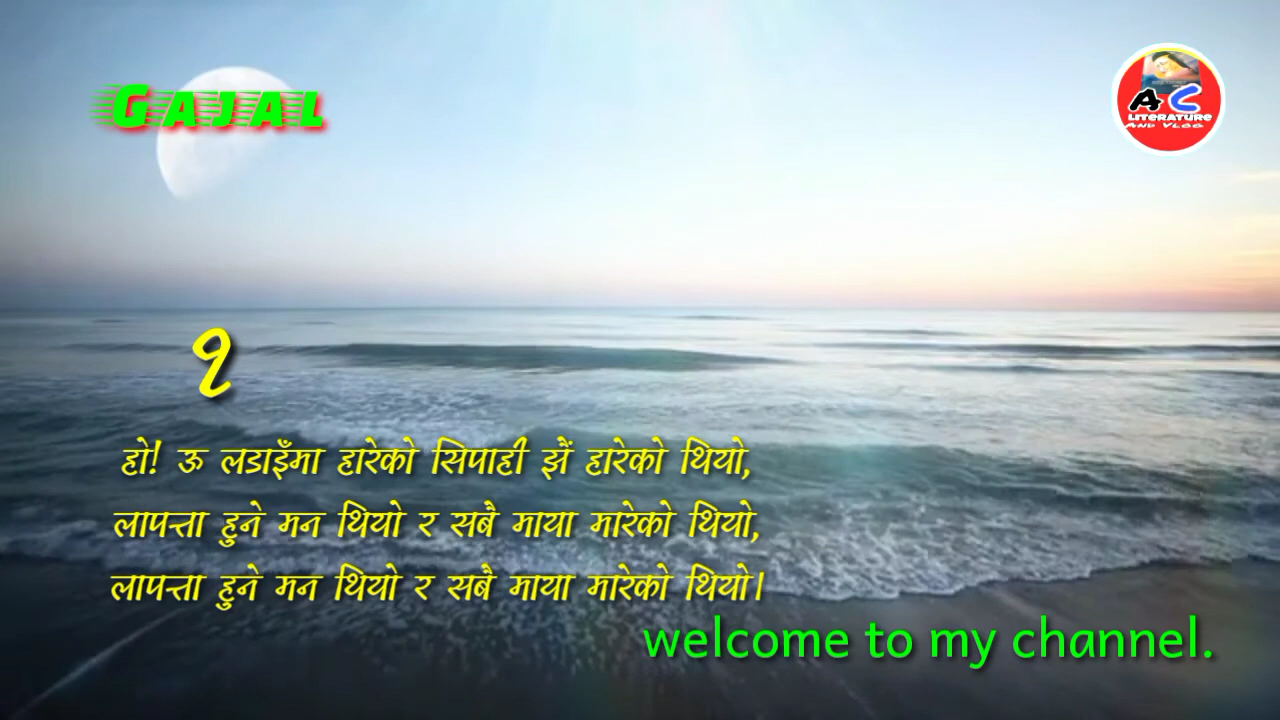 GAJAL
AC
LITERATURE
AND VLOG
१
हो! ऊ लडाइँमा हारेको सिपाही झैं हारेको थियो,
लापत्ता हुने मन थियो र सबै माया मारेको थियो,
लापत्ता हुने मन थियो र सबै माया मारेको थियो।
welcome to my channel.